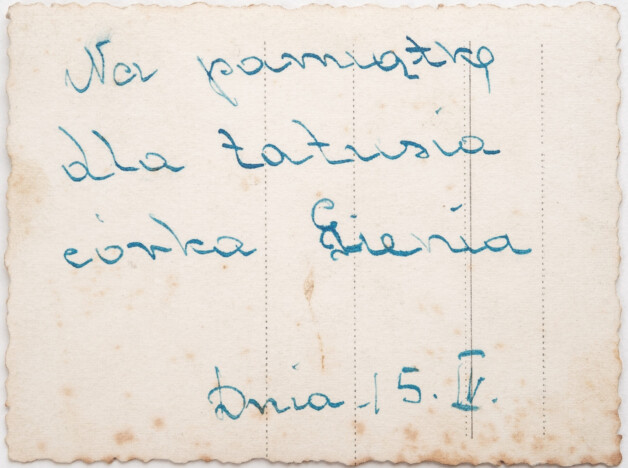 Na pamiątkę
dla tatusia
córka Gienia
Dnia 15. IV.